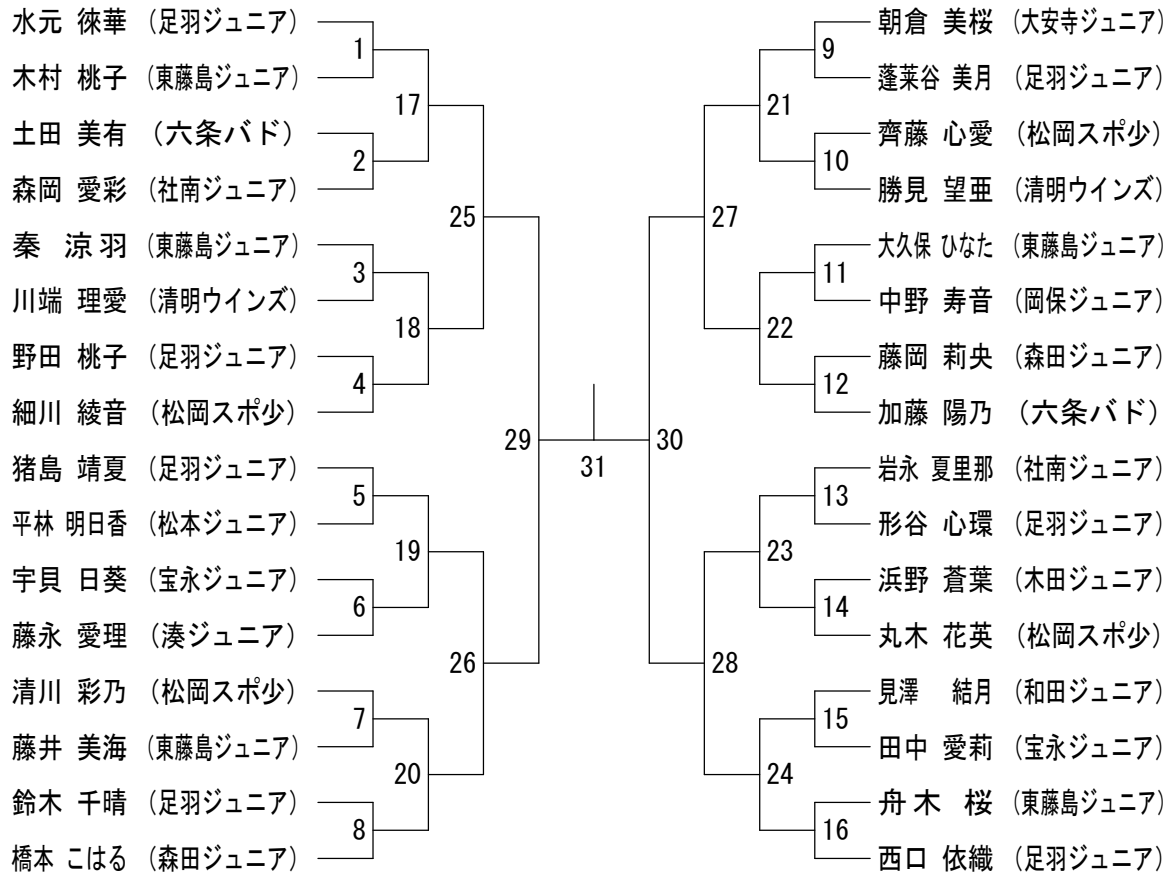 水元 徠華 (足羽ジュニア)
木村 桃子 (東藤島ジュニア)
土田 美有 (六条バド)
森岡 愛彩 (社南ジュニア)
秦 涼羽 (東藤島ジュニア)
川端 理愛 (清明ウインズ)
野田 桃子 (足羽ジュニア)
細川 綾音 (松岡スポ少)
猪島 靖夏 (足羽ジュニア)
平林 明日香 (松本ジュニア)
宇貝 日葵 (宝永ジュニア)
藤永 愛理 (湊ジュニア)
清川 彩乃 (松岡スポ少)
藤井 美海 (東藤島ジュニア)
鈴木 千晴 (足羽ジュニア)
橋本 こはる (森田ジュニア)
1
2
3
4
5
6
7
8
17
18
19
20
25
26
29
31
30
27
28
21
22
23
24
9
10
11
12
13
14
15
16
朝倉 美桜 (大安寺ジュニア)
蓬莱谷 美月 (足羽ジュニア)
齊藤 心愛 (松岡スポ少)
勝見 望亜 (清明ウインズ)
大久保 ひなた (東藤島ジュニア)
中野 寿音 (岡保ジュニア)
藤岡 莉央 (森田ジュニア)
加藤 陽乃 (六条バド)
岩永 夏里那 (社南ジュニア)
形谷 心環 (足羽ジュニア)
浜野 蒼葉 (木田ジュニア)
丸木 花英 (松岡スポ少)
見澤 結月 (和田ジュニア)
田中 愛莉 (宝永ジュニア)
舟木 桜 (東藤島ジュニア)
西口 依織 (足羽ジュニア)